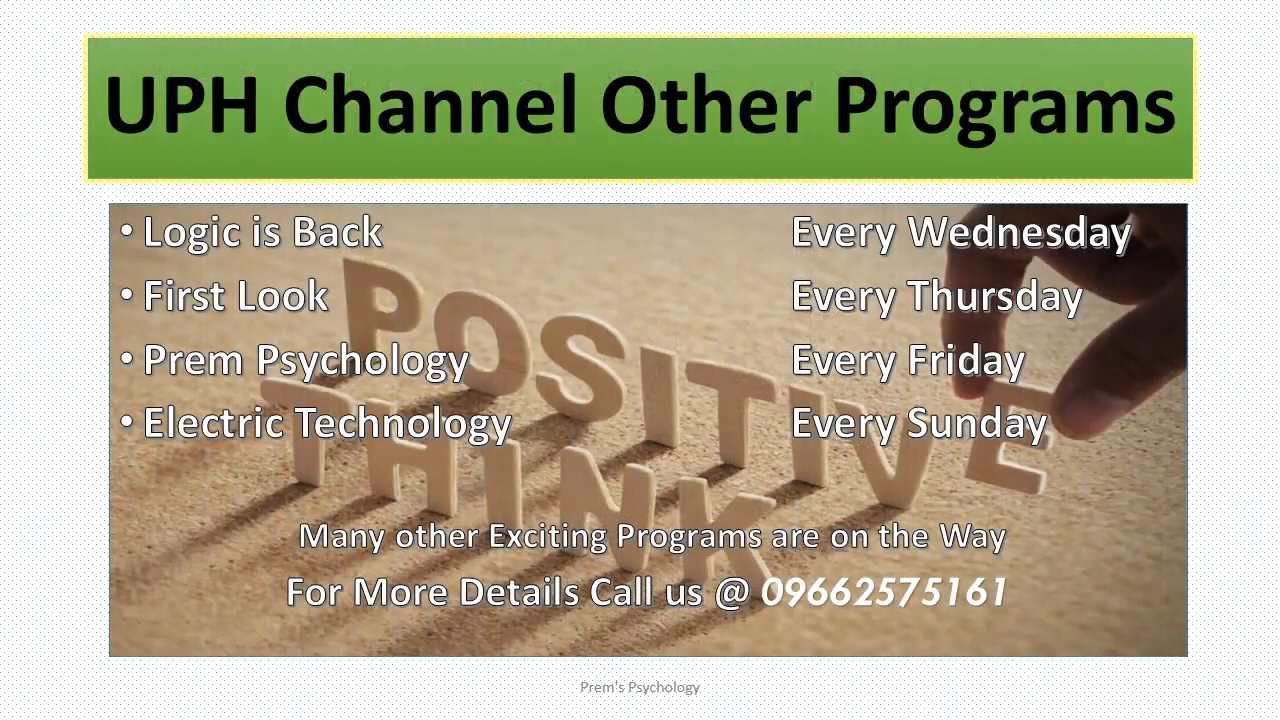 UPH Channel Other Programs
• Logic is Back Every Wednesday
• First Look Every Thursday
• Prem Psychology Every Friday
• Electric Technology Every Sunday
POSITIVE
THINK
Many other Exciting Programs are on the Way
For More Details Call us @ 09662575161
Prem's Psychology